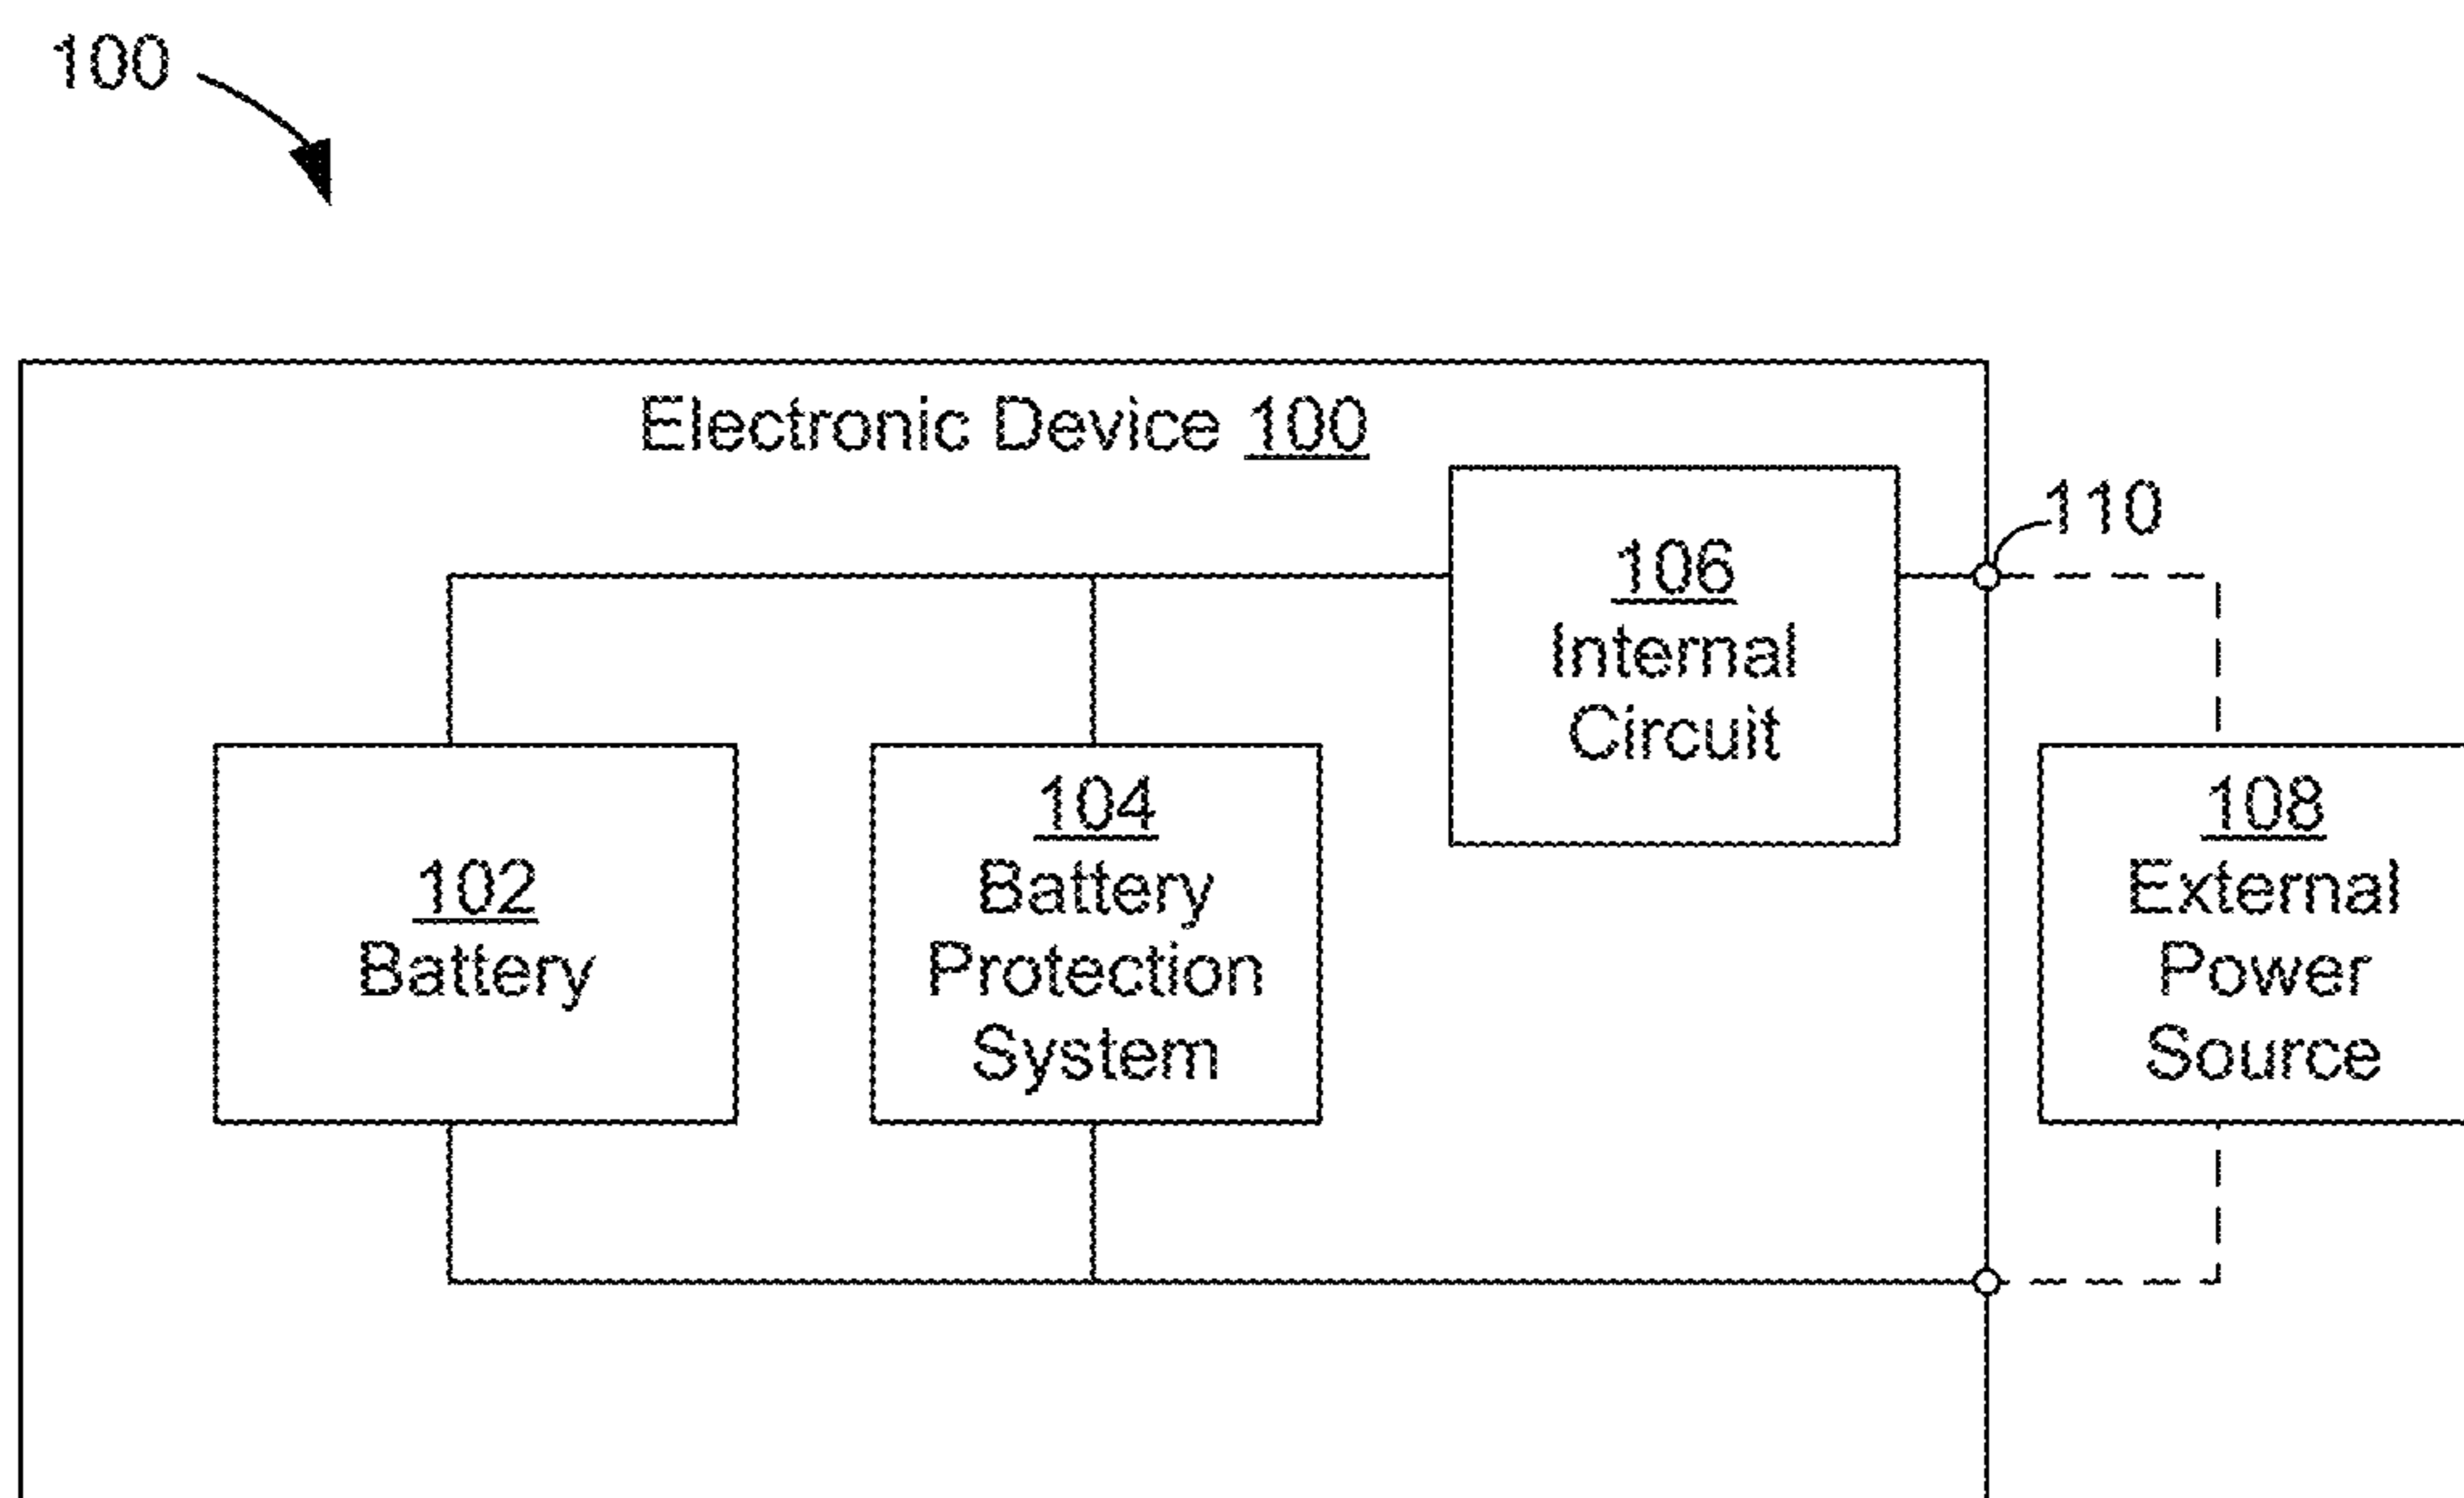 100
Electronic Device 100
110
106
Internal
Circuit
102
Battery
104
Battery
Protection
System
108
External
Power
Source